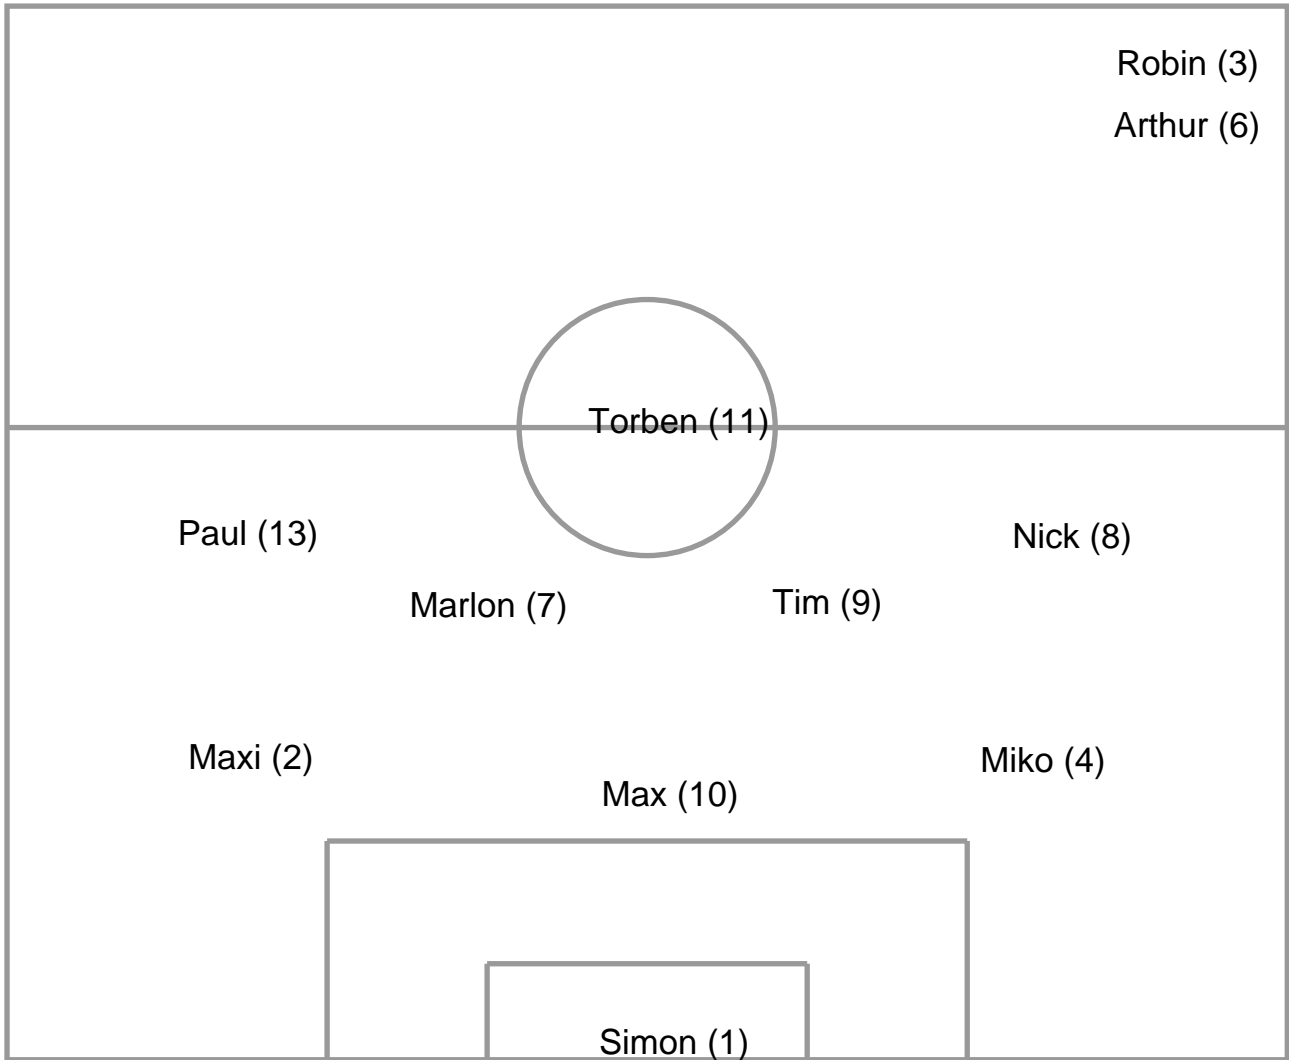 Robin (3)
Arthur (6)
Torben (11)
Paul (13)
Nick (8)
Marlon (7)
Tim (9)
Maxi (2)
Miko (4)
Max (10)
Simon (1)